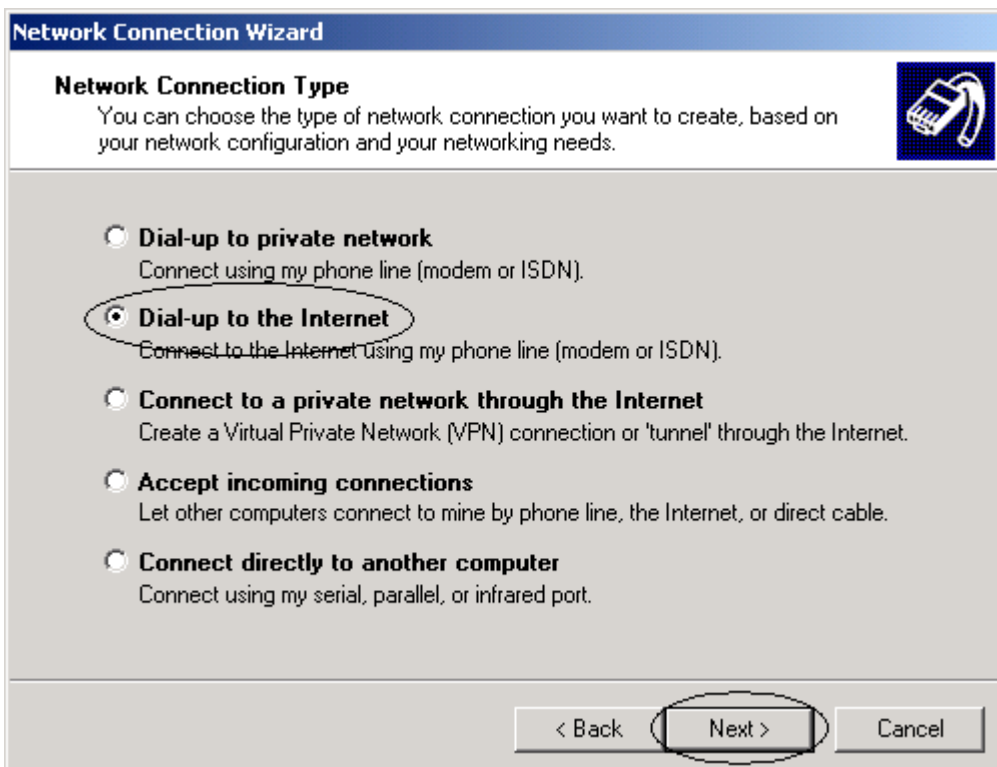 Network Connection Wizard
Network Connection Type
You can choose the type of network connection you want to create, based on
your network configuration and your networking needs.
Dial-up to private network
Connect using my phone line (modem or ISDN).
Dial-up to the Internet
Connect to the Internet using my phone line (modem or ISDN).
Connect to a private network through the Internet
Create a Virtual Private Network (VPN) connection or 'tunnel' through the Internet.
Accept incoming connections
Let other computers connect to mine by phone line, the Internet, or direct cable.
Connect directly to another computer
Connect using my serial, parallel, or infrared port.
< Back Next > Cancel